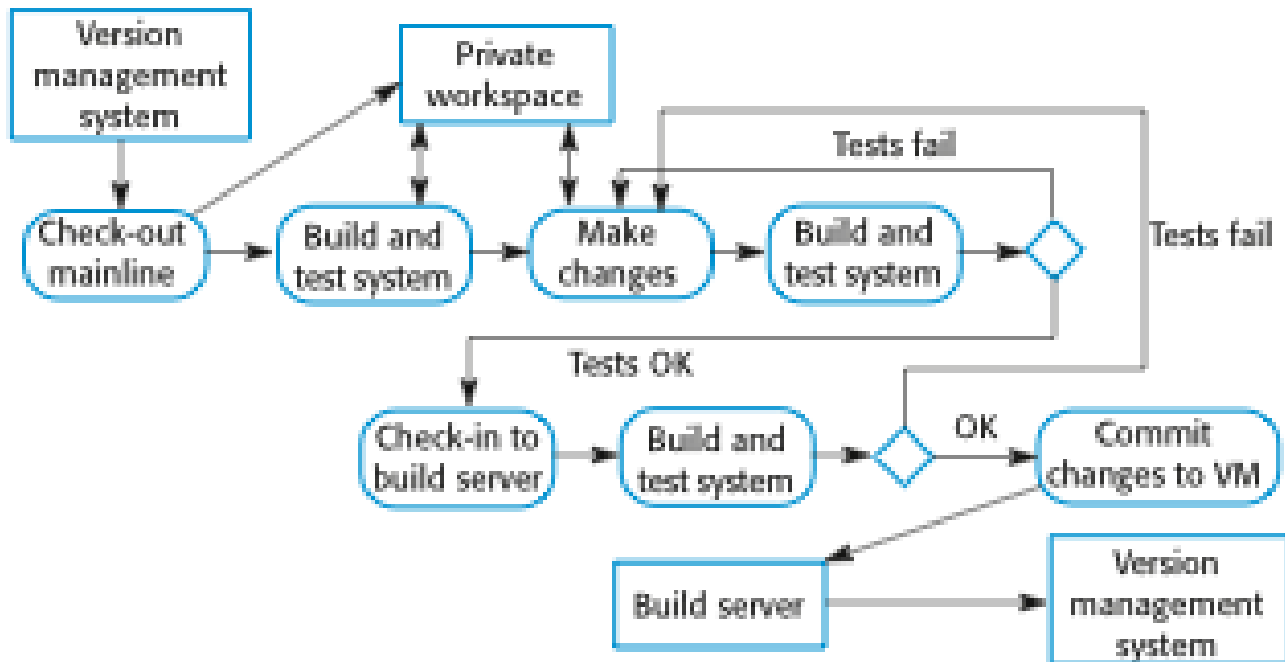 Version
management
system
Private
workspace
Tests fail
Check-out
mainline
Build and
test system
Make
changes
Build and
test system
Tests fail
Tests OK
Check-in to
build server
Build and
test system
OK
Commit
changes to VM
Build server
Version
management
system